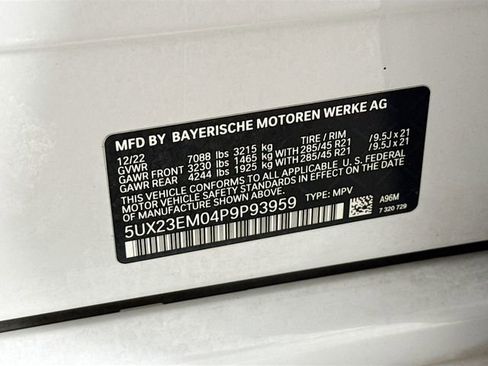 MFD BY BAYERISCHE MOTOREN WERKE AG
12/22 TIRE / RIM
GVWR 7088 lbs 3215 kg
GAWR FRONT 3230 lbs 1465 kg WITH 285/45 R21 / 9.5J x 21
GAWR REAR 4244 lbs 1925 kg WITH 285/45 R21 / 9.5J x 21
THIS VEHICLE CONFORMS TO ALL APPLICABLE U. S. FEDERAL
MOTOR VEHICLE SAFETY STANDARDS IN EFFECT ON THE DATE
OF MANUFACTURE SHOWN ABOVE.
5UX23EM04P9P93959 TYPE: MPV
A96M
7 320 729